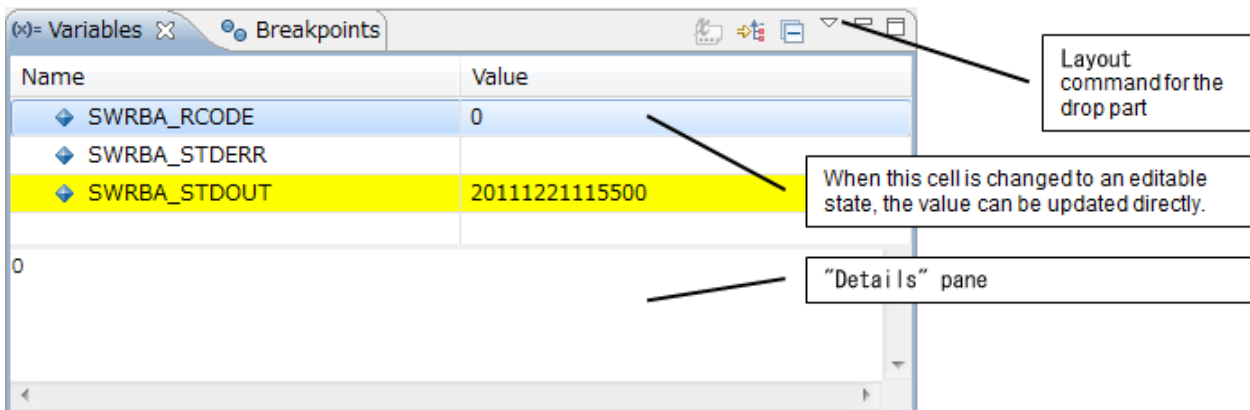 (x)= Variables Breakpoints
Layout
command for the
drop part
Name Value
SWRBA_RCODE 0
SWRBA_STDERR
When this cell is changed to an editable
state, the value can be updated directly.
SWRBA_STDOUT 20111221115500
0
"Details" pane